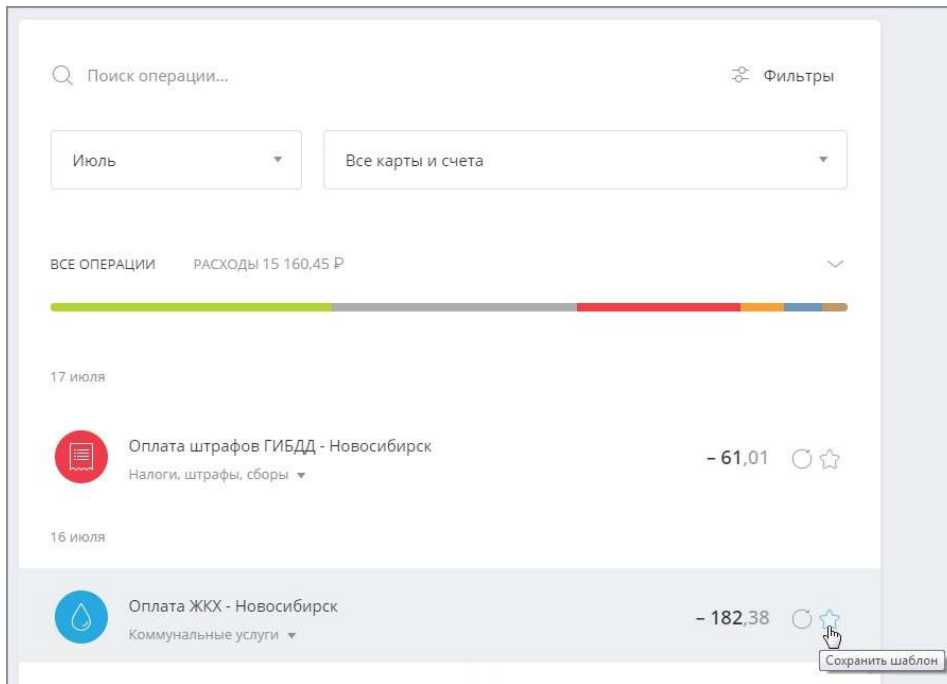 Поиск операции...
Фильтры
Июль
Все карты и счета
ВСЕ ОПЕРАЦИИ РАСХОДЫ 15 160,45 ₽
17 июля
Оплата штрафов ГИБДД - Новосибирск
Налоги, штрафы, сборы
– 61,01
16 июля
Оплата ЖКХ - Новосибирск
Коммунальные услуги
– 182,38
Сохранить шаблон